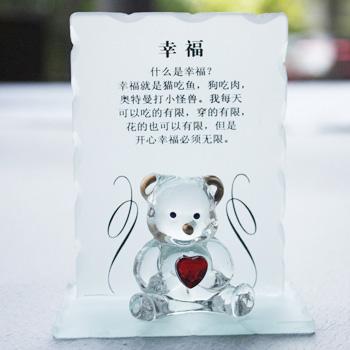 幸福
什么是幸福?
幸福就是猫吃鱼，狗吃肉，
奥特曼打小怪兽。我每天
可以吃的有限，穿的有限，
花的也可以有限，但是
开心幸福必须无限。